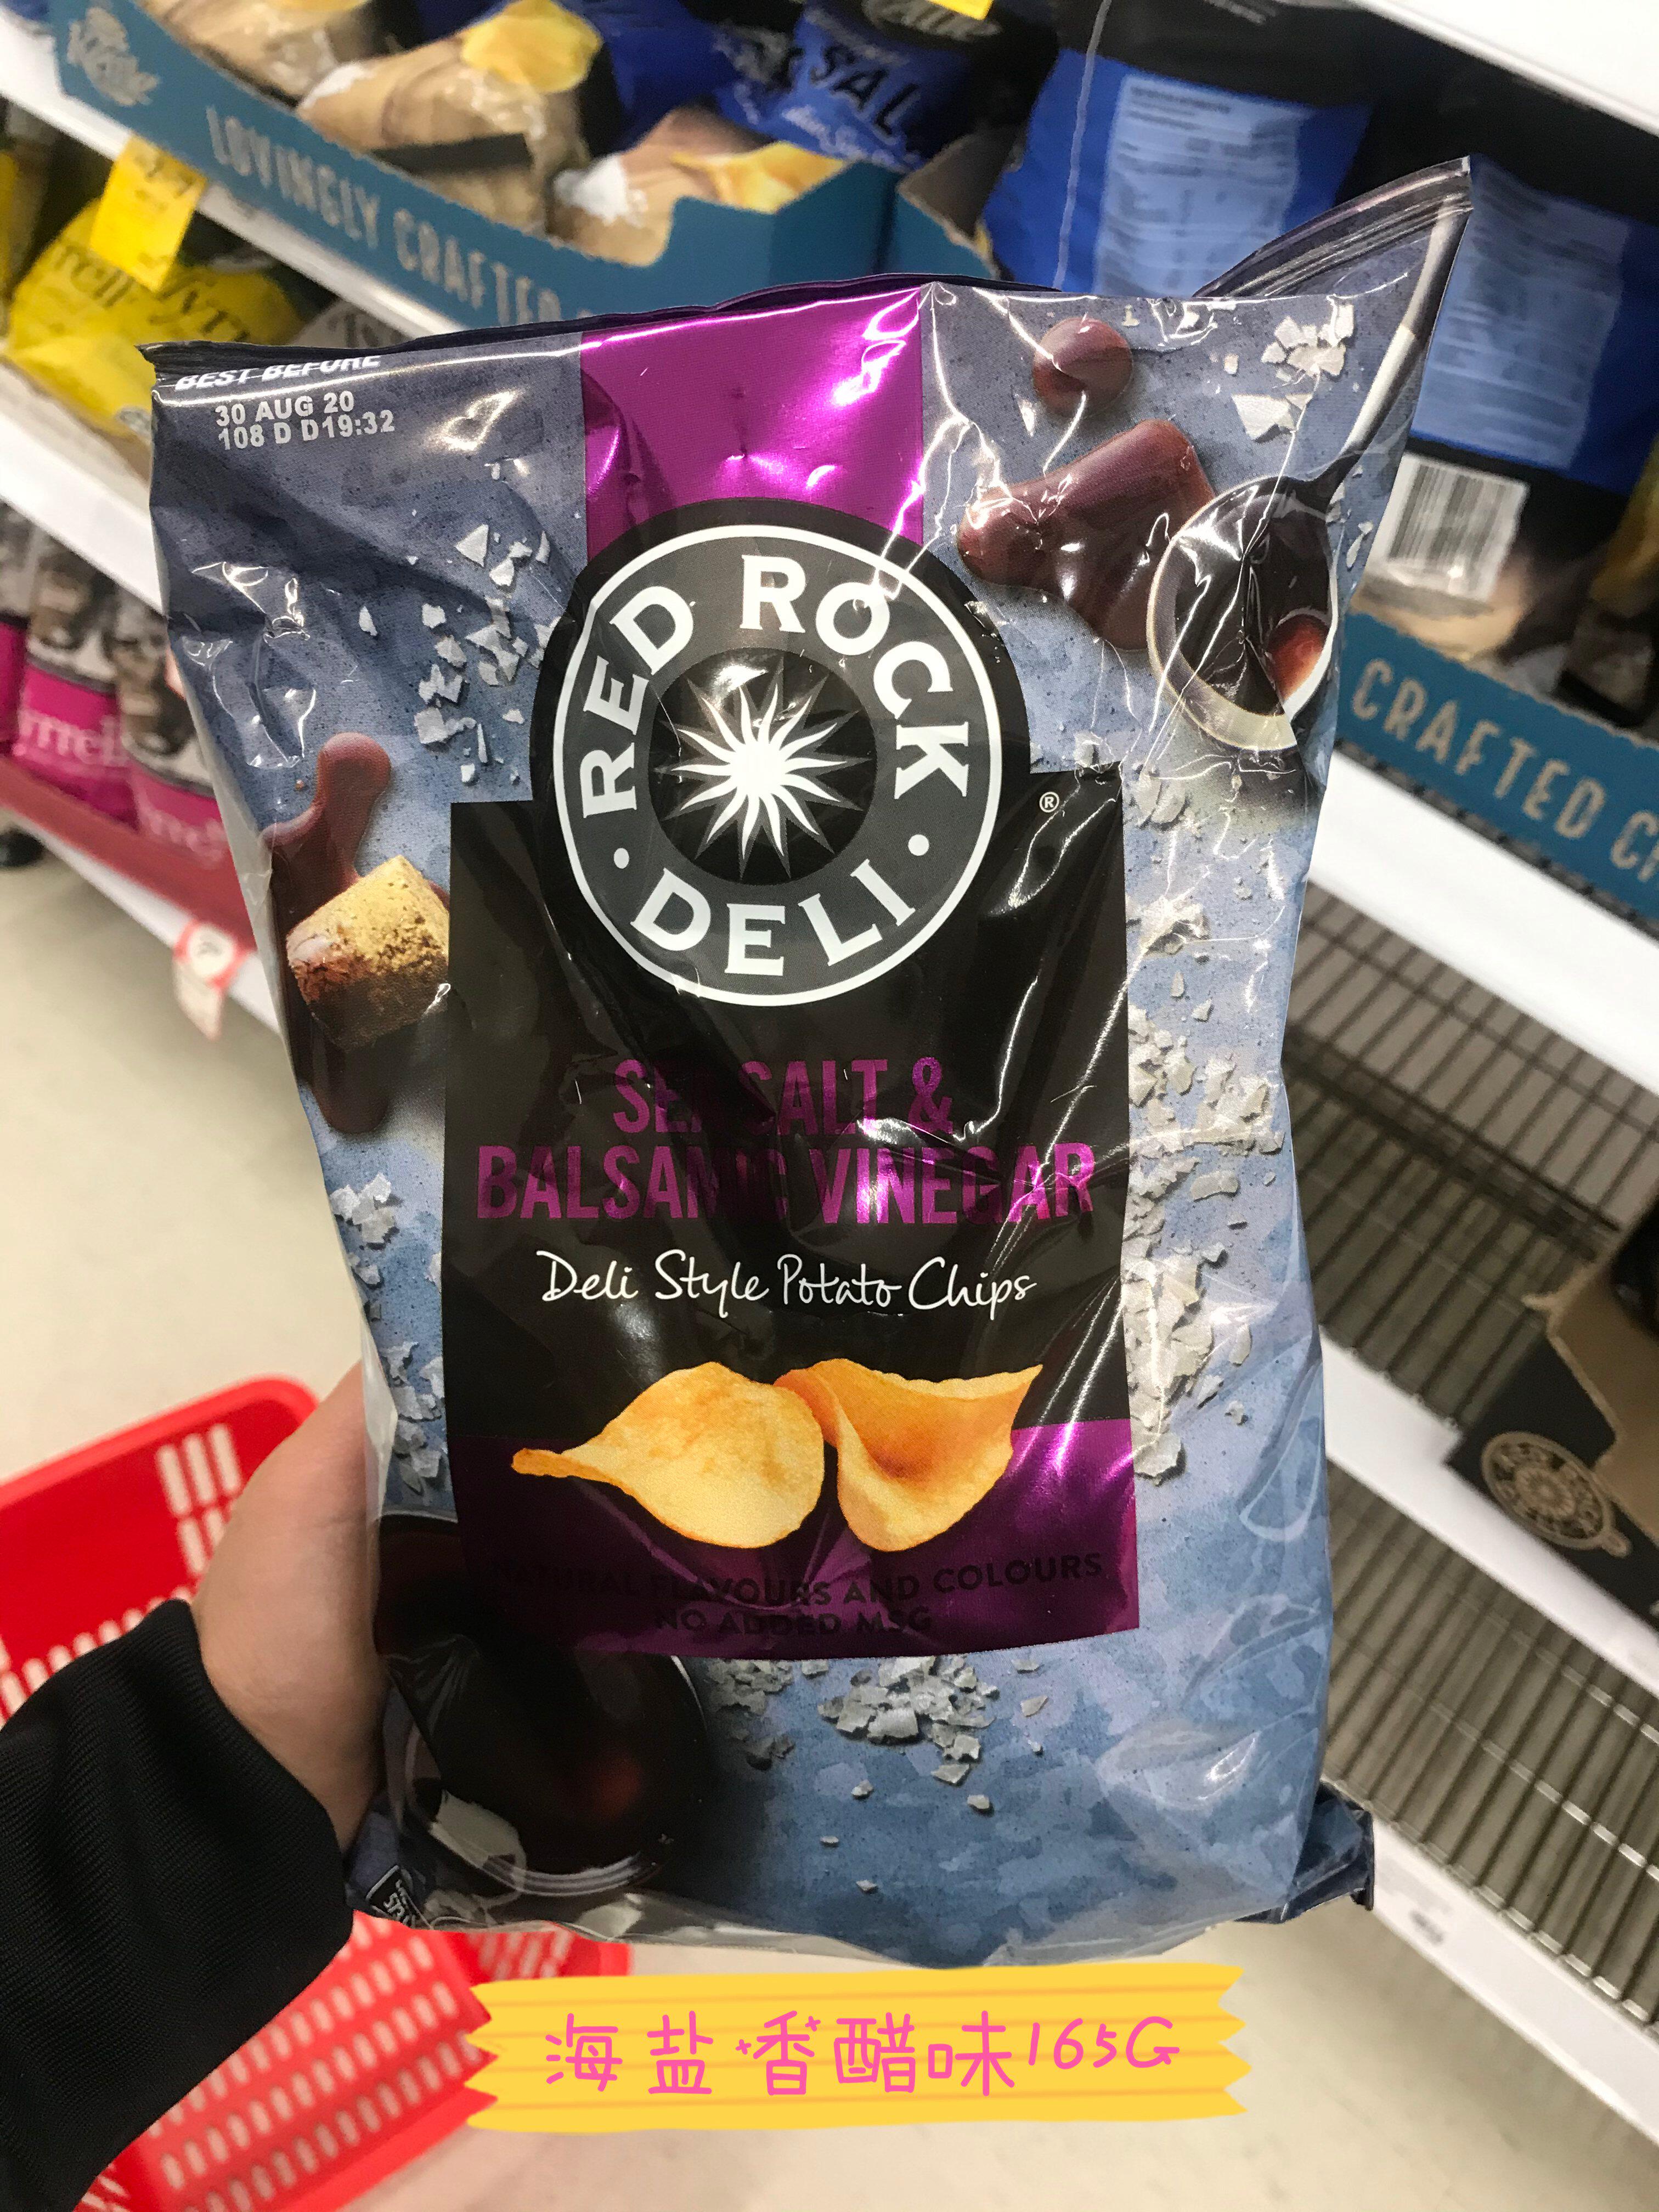 SAL
LOVINGLY CRAFTED
BEST BEFORE
30 AUG 20
108 D D19:32
RED ROCK
DELI
®
SEA SALT &
BALSAMIC VINEGAR
Deli Style Potato Chips
NATURAL FLAVOURS AND COLOURS
NO ADDED MSG
CRAFTED
海盐香醋味165G